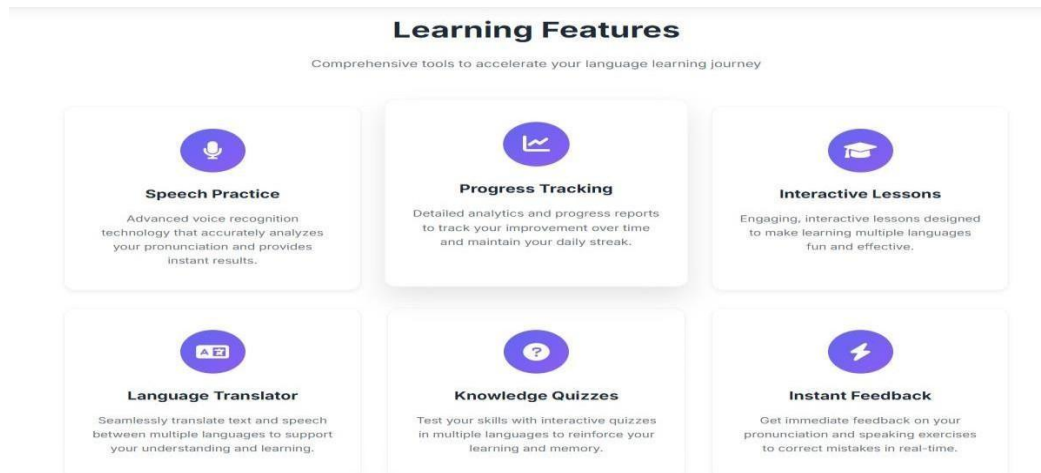 Learning Features
Comprehensive tools to accelerate your language learning journey
Speech Practice
Advanced voice recognition
technology that accurately analyzes
your pronunciation and provides
instant results.
Progress Tracking
Detailed analytics and progress reports
to track your improvement over time
and maintain your daily streak.
Interactive Lessons
Engaging, interactive lessons designed
to make learning multiple languages
fun and effective.
A
Language Translator
Seamlessly translate text and speech
between multiple languages to support
your understanding and learning.
?
Knowledge Quizzes
Test your skills with interactive quizzes
in multiple languages to reinforce your
learning and memory.
Instant Feedback
Get immediate feedback on your
pronunciation and speaking exercises
to correct mistakes in real-time.